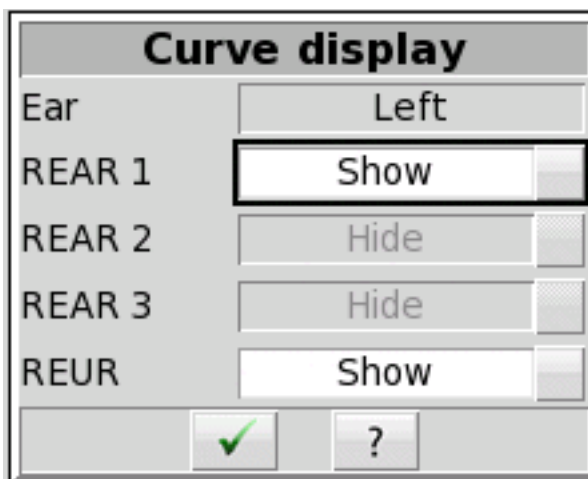 Curve display
Ear Left
REAR 1 Show
REAR 2 Hide
REAR 3 Hide
REUR Show
?